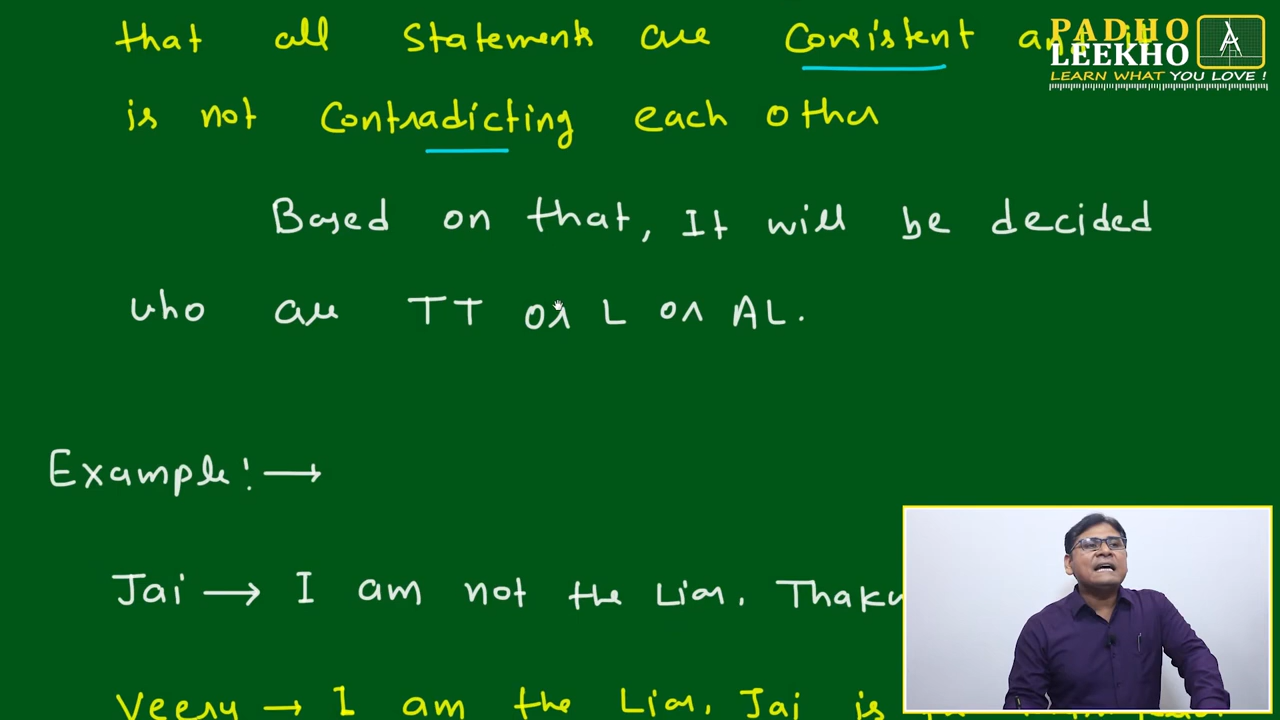 that all statements are consistent and it
is not contradicting each other
Based on that, It will be decided
who are TT or L or AL.
Example:→
Jai → I am not the Liar. Thaku
Veeru → I am the Liar. Jai is
PADHO
LEEKHO
LEARN WHAT YOU LOVE !